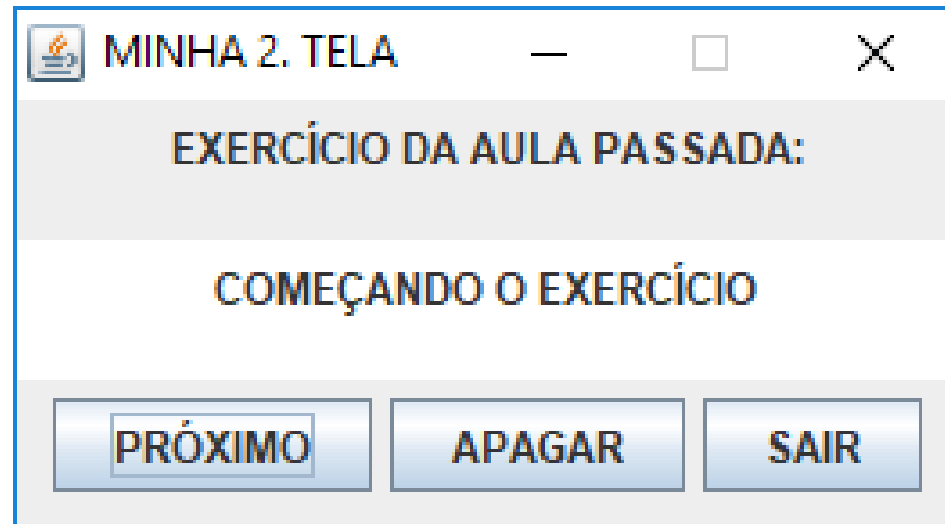 MINHA 2. TELA
EXERCÍCIO DA AULA PASSADA:
COMEÇANDO O EXERCÍCIO
PRÓXIMO APAGAR SAIR